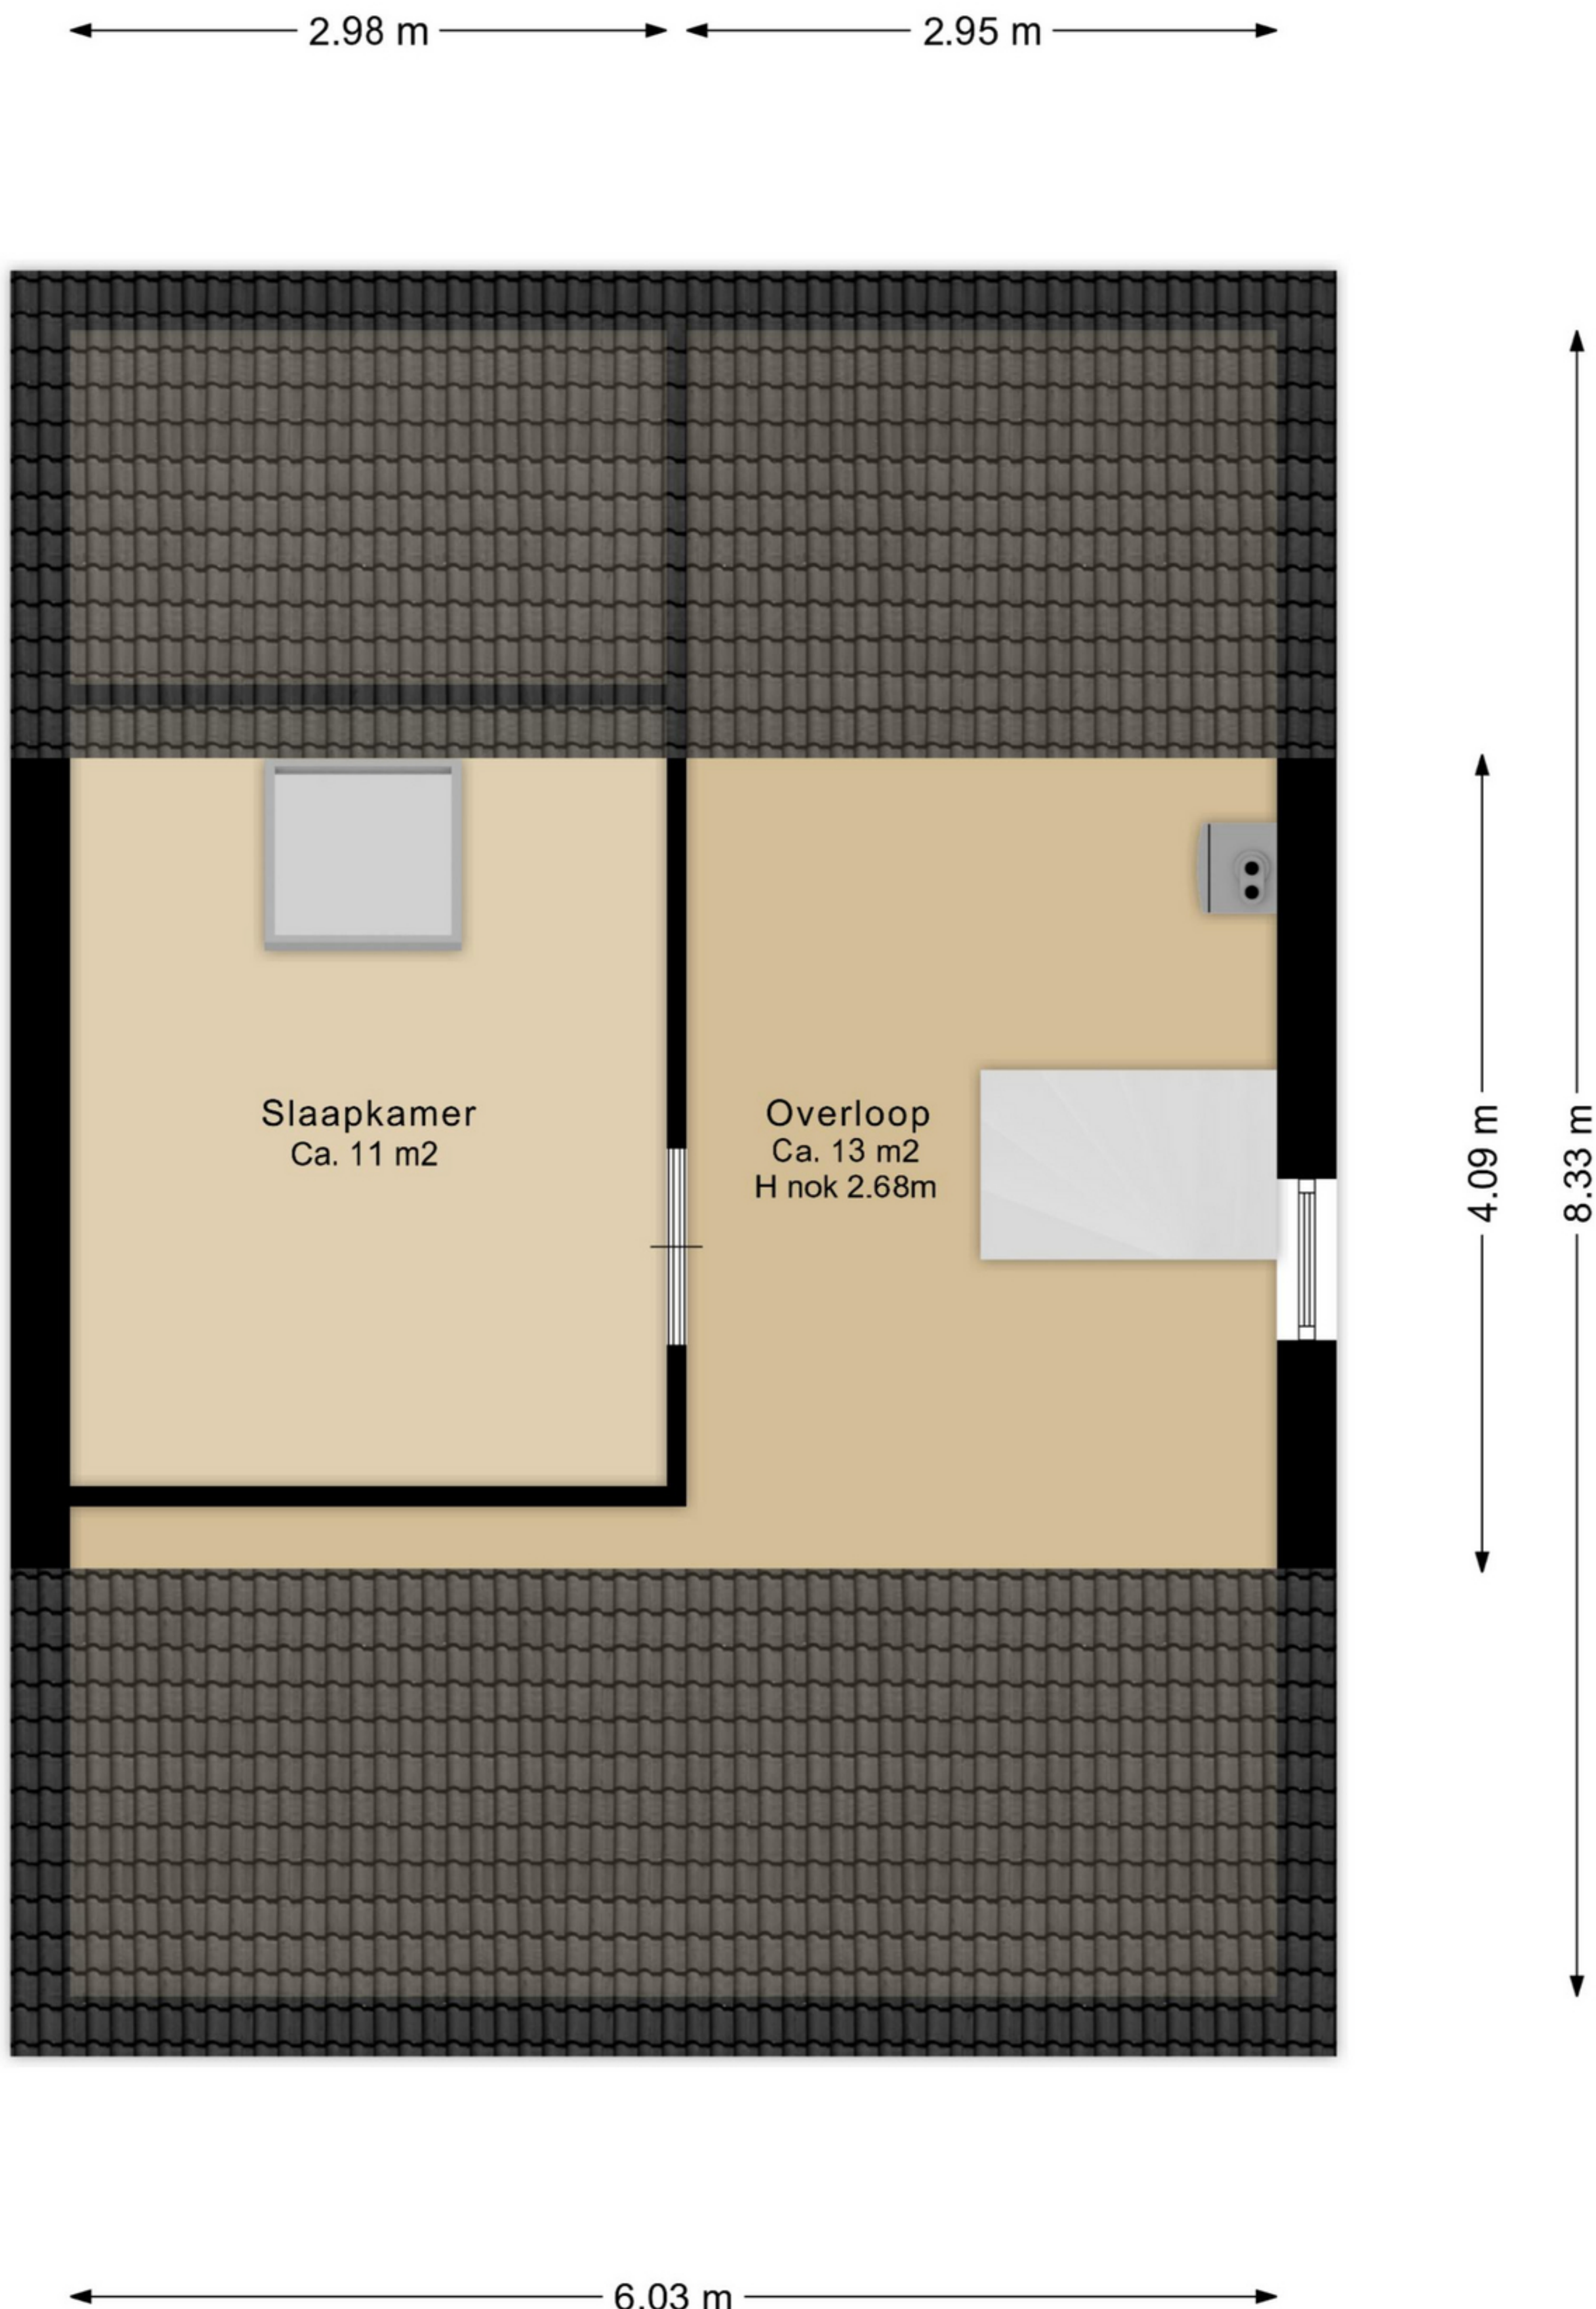 2.98 m
2.95 m
Slaapkamer
Ca. 11 m2
Overloop
Ca. 13 m2
H nok 2.68m
4.09 m
8.33 m
6.03 m